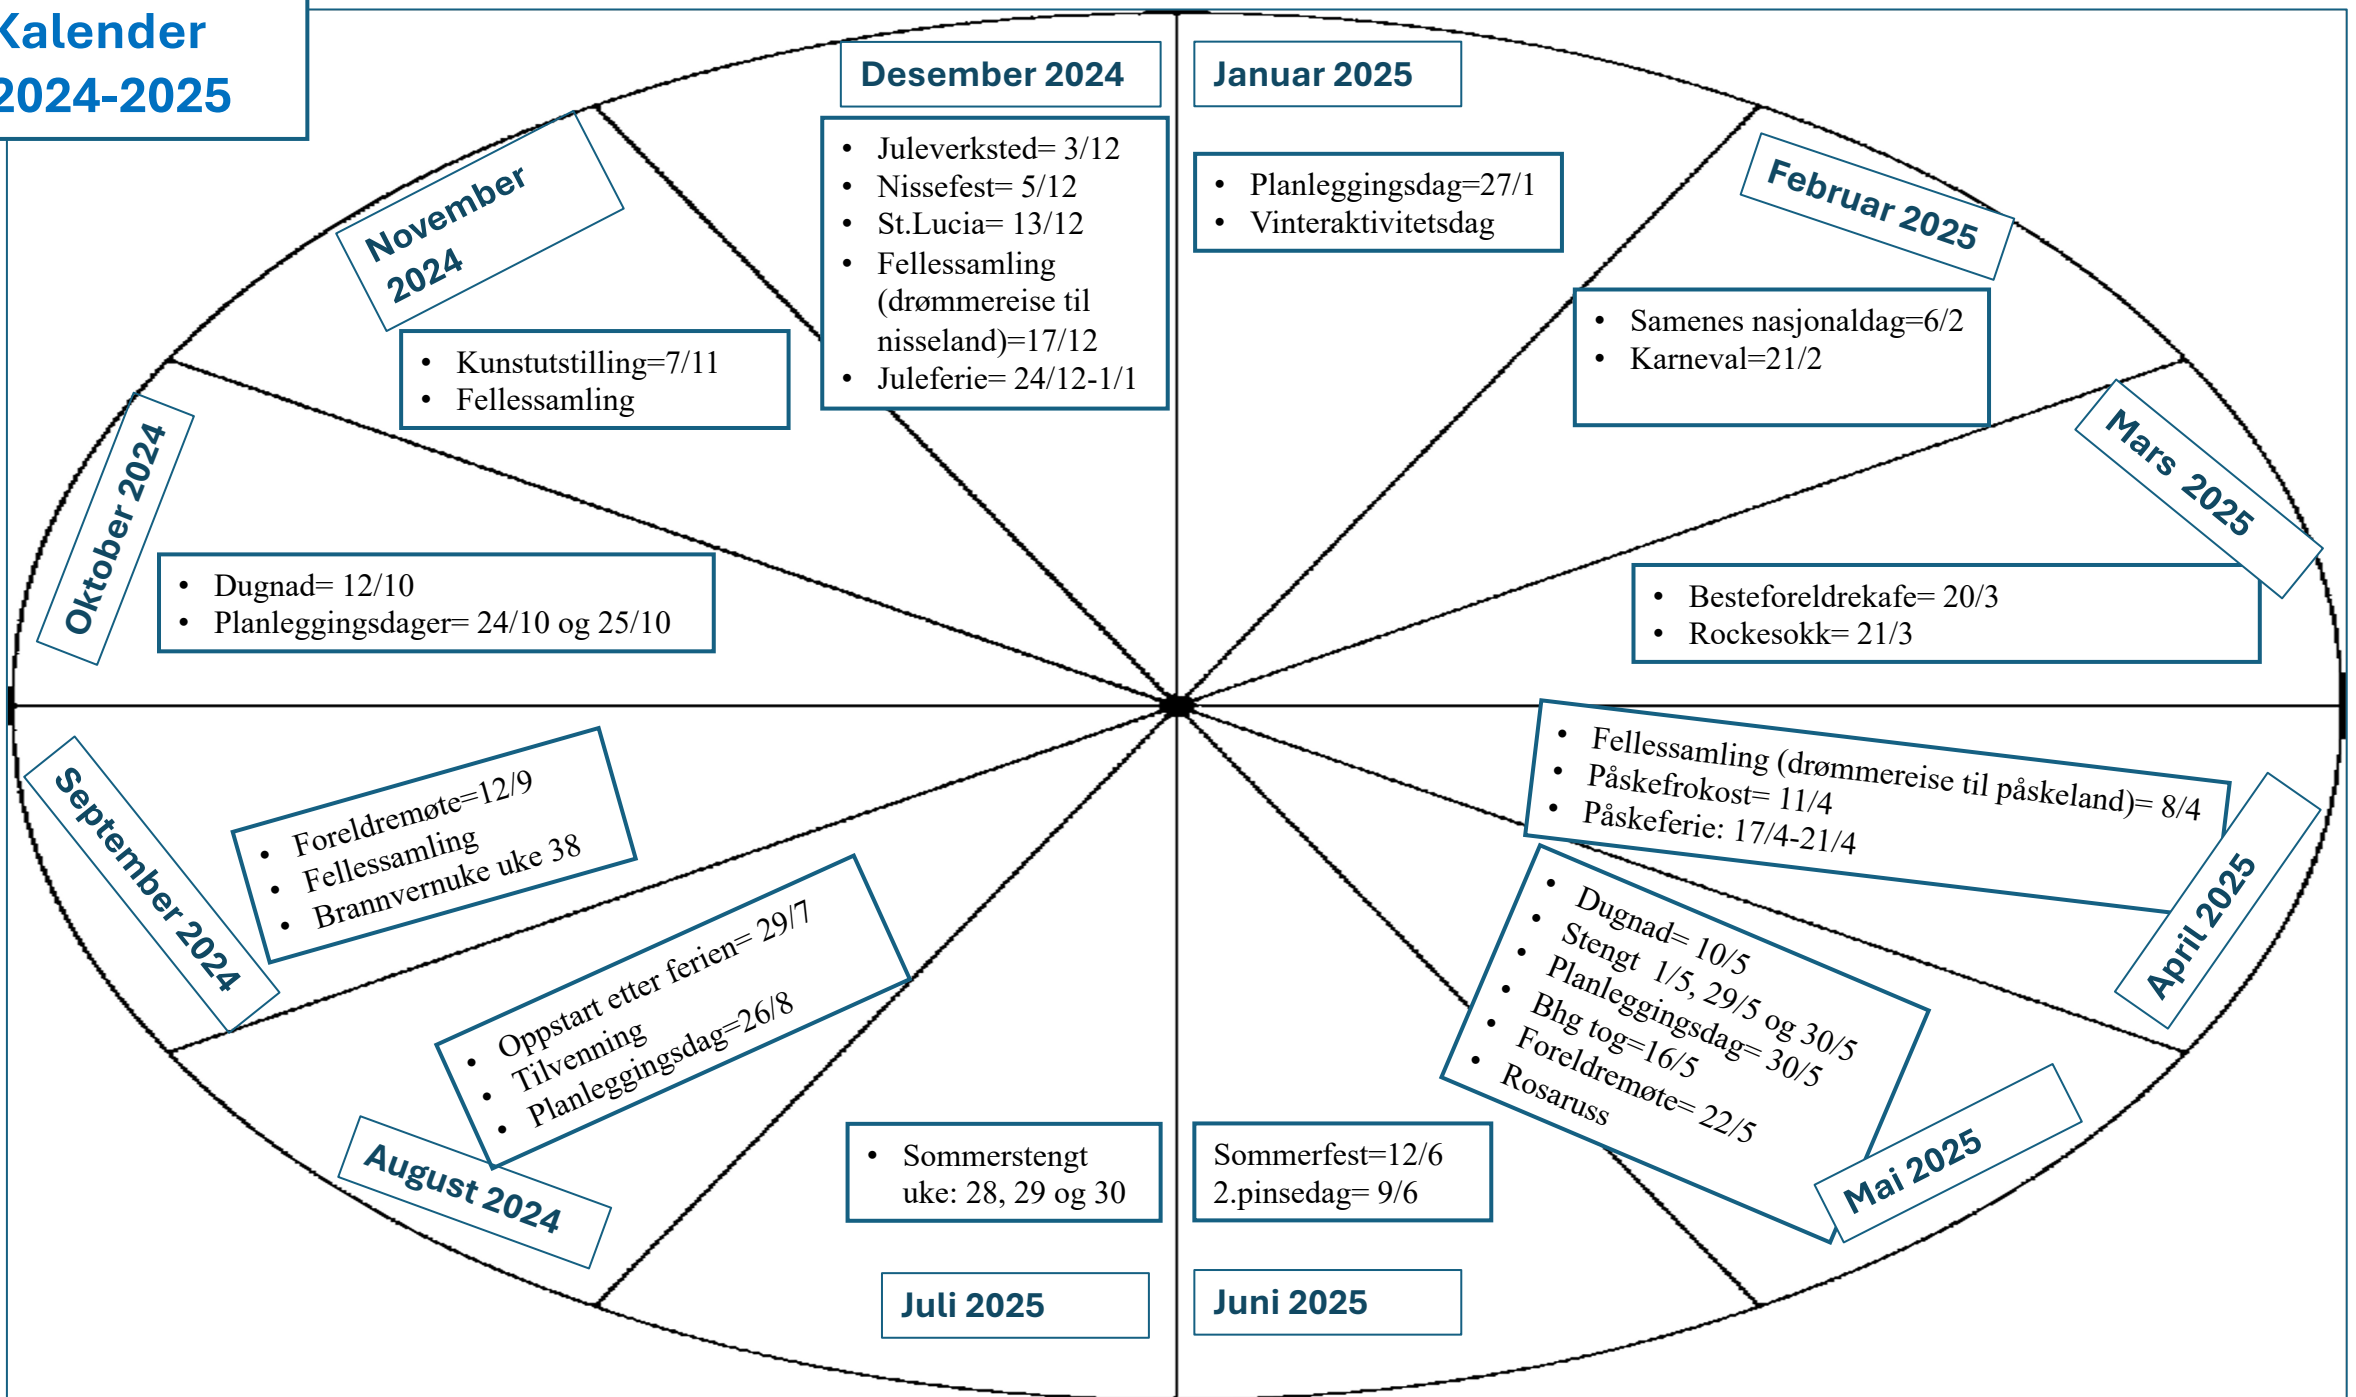 Kalender
2024-2025
Desember 2024
• Juleverksted= 3/12
• Nissefest= 5/12
• St.Lucia= 13/12
• Fellessamling
(drømmereise til
nisseland)=17/12
• Juleferie= 24/12-1/1
Januar 2025
• Planleggingsdag=27/1
• Vinteraktivitetsdag
Februar 2025
• Samenes nasjonaldag=6/2
• Karneval=21/2
Mars 2025
• Besteforeldrekafe= 20/3
• Rockesokk= 21/3
• Fellessamling (drømmereise til påskeland)= 8/4
• Påskefrokost= 11/4
• Påskeferie: 17/4-21/4
April 2025
• Dugnad= 10/5
• Stengt 1/5, 29/5 og 30/5
• Planleggingsdag= 30/5
• Bhg tog=16/5
• Foreldremøte= 22/5
• Rosaruss
Mai 2025
Sommerfest=12/6
2.pinsedag= 9/6
Juni 2025
• Sommerstengt
uke: 28, 29 og 30
Juli 2025
• Oppstart etter ferien= 29/7
• Tilvenning
• Planleggingsdag=26/8
August 2024
• Foreldremøte=12/9
• Fellessamling
• Brannvernuke uke 38
September 2024
Oktober 2024
• Dugnad= 12/10
• Planleggingsdager= 24/10 og 25/10
November
2024
• Kunstutstilling=7/11
• Fellessamling